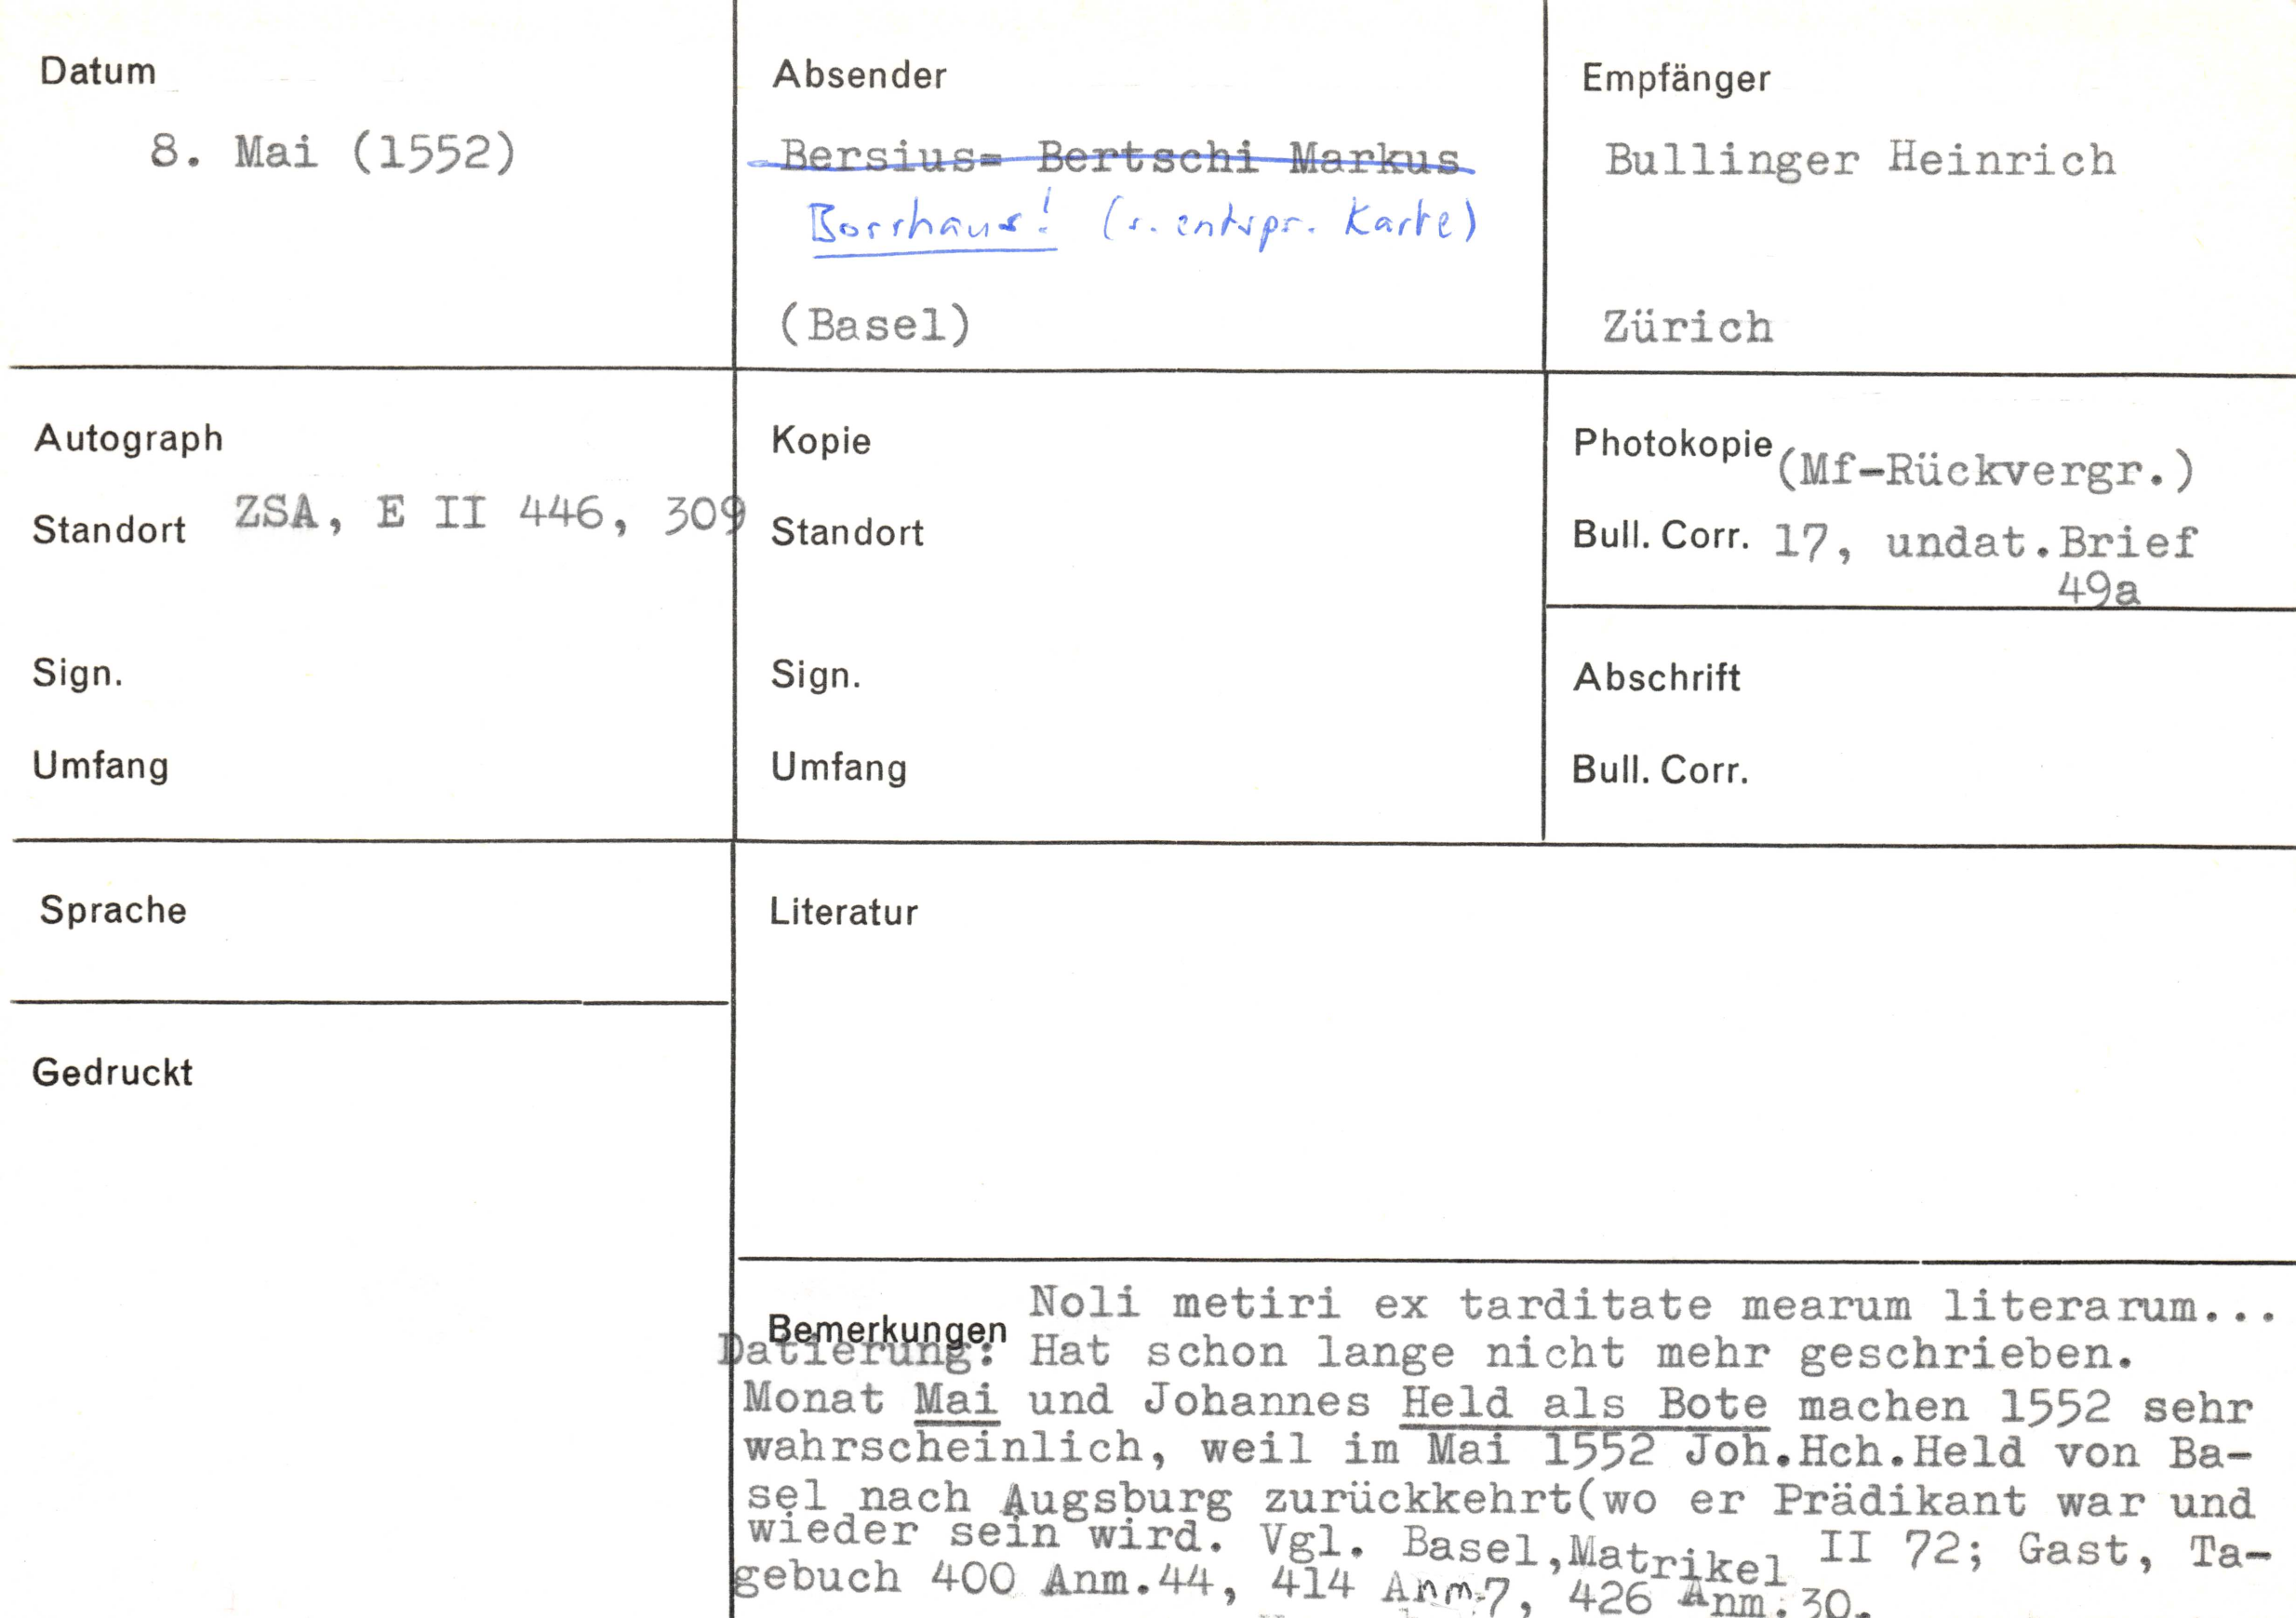 Datum
8. Mai (1552)
Absender
Bersius= Bertschi Markus
Borrhaus! (s. entspr. Karte)
(Basel)
Empfänger
Bullinger Heinrich
Zürich
Autograph
Standort ZSA, E II 446, 309
Sign.
Umfang
Kopie
Standort
Sign.
Umfang
Photokopie (Mf-Rückvergr.)
Bull. Corr. 17, undat.Brief
49a
Abschrift
Bull. Corr.
Sprache
Gedruckt
Literatur
Bemerkungen Noli metiri ex tarditate mearum literarum...
Datierung: Hat schon lange nicht mehr geschrieben.
Monat Mai und Johannes Held als Bote machen 1552 sehr
wahrscheinlich, weil im Mai 1552 Joh.Hch.Held von Ba-
sel nach Augsburg zurückkehrt(wo er Prädikant war und
wieder sein wird. Vgl. Basel,Matrikel II 72; Gast, Ta-
gebuch 400 Anm.44, 414 Anm.7, 426 Anm.30.